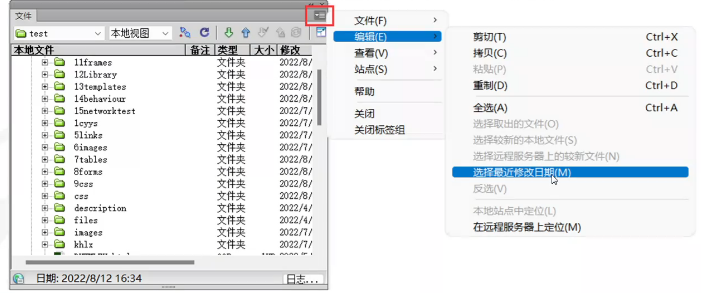 文件
test 本地视图
本地文件 备注 类型 大小 修改
11frames 文件夹 2022/8/
12Library 文件夹 2022/8/
13templates 文件夹 2022/8/
14behaviour 文件夹 2022/8/
15networktest 文件夹 2022/7/
1cyys 文件夹 2022/7/
5links 文件夹 2022/7/
6images 文件夹 2022/7/
7tables 文件夹 2022/8/
8forms 文件夹 2022/8/
9css 文件夹 2022/8/
css 文件夹 2022/8/
description 文件夹 2022/4/
files 文件夹 2022/4/
images 文件夹 2022/7/
khlx 文件夹 2022/7/
日期: 2022/8/12 16:34 日志...
文件(F)
编辑(E)
查看(V)
站点(S)
帮助
关闭
关闭标签组
剪切(T) Ctrl+X
拷贝(C) Ctrl+C
粘贴(P) Ctrl+V
重制(D) Ctrl+D
全选(A) Ctrl+A
选择取出的文件(O)
选择较新的本地文件(S)
选择远程服务器上的较新文件(N)
选择最近修改日期(M)
反选(V)
本地站点中定位(L)
在远程服务器上定位(M)